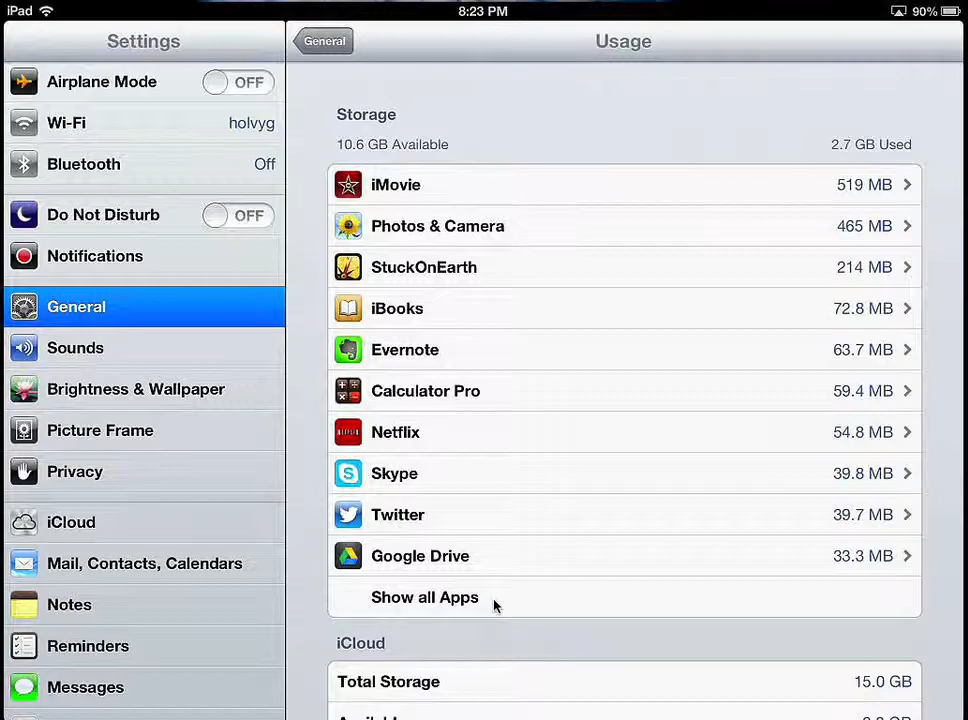 iPad 8:23 PM 90%
Settings
Airplane Mode OFF
Wi-Fi holvyg
Bluetooth Off
Do Not Disturb OFF
Notifications
General
Sounds
Brightness & Wallpaper
Picture Frame
Privacy
iCloud
Mail, Contacts, Calendars
Notes
Reminders
Messages
General Usage
Storage
10.6 GB Available 2.7 GB Used
iMovie 519 MB
Photos & Camera 465 MB
StuckOnEarth 214 MB
iBooks 72.8 MB
Evernote 63.7 MB
Calculator Pro 59.4 MB
Netflix 54.8 MB
Skype 39.8 MB
Twitter 39.7 MB
Google Drive 33.3 MB
Show all Apps
iCloud
Total Storage 15.0 GB